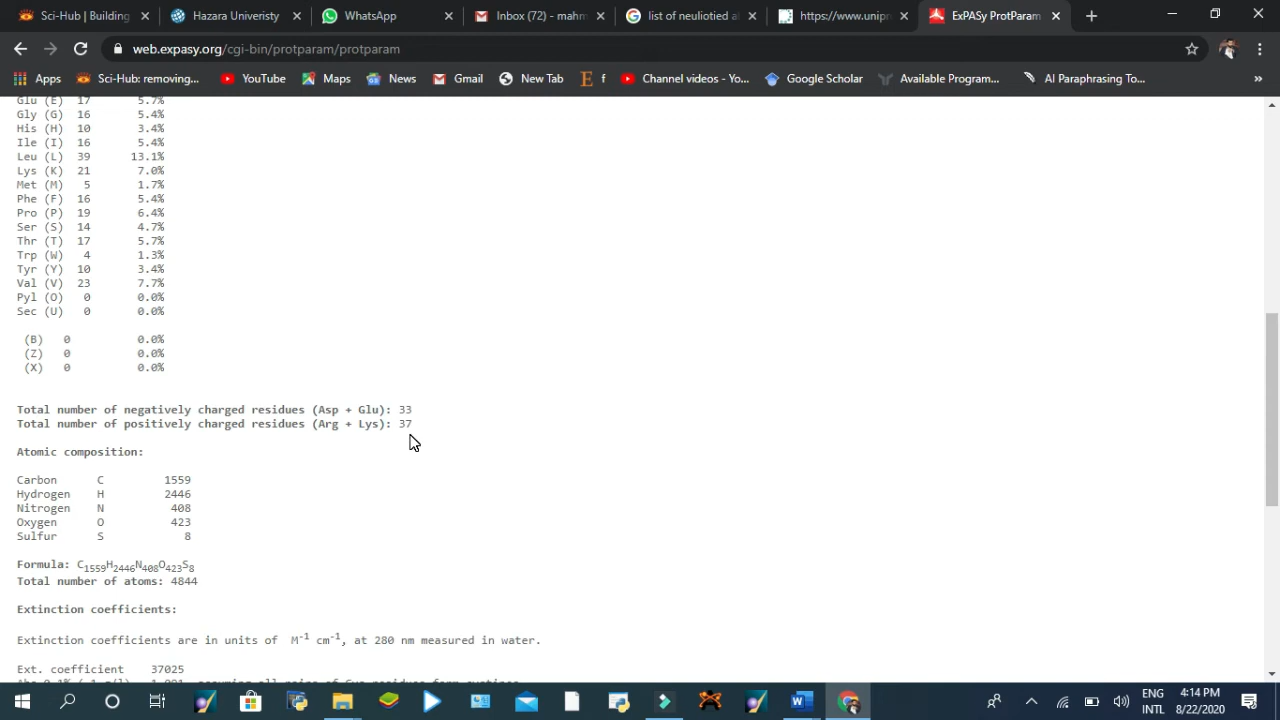 Sci-Hub | Building
Hazara Univeristy
WhatsApp
Inbox (72) - mahm
list of neuliotied a
https://www.unipr
ExPASy ProtParam
web.expasy.org/cgi-bin/protparam/protparam
Apps
Sci-Hub: removing...
YouTube
Maps
News
Gmail
New Tab
f
Channel videos - Yo...
Google Scholar
Available Program...
AI Paraphrasing To...
»
Glu (E) 17 5.7%
Gly (G) 16 5.4%
His (H) 10 3.4%
Ile (I) 16 5.4%
Leu (L) 39 13.1%
Lys (K) 21 7.0%
Met (M) 5 1.7%
Phe (F) 16 5.4%
Pro (P) 19 6.4%
Ser (S) 14 4.7%
Thr (T) 17 5.7%
Trp (W) 4 1.3%
Tyr (Y) 10 3.4%
Val (V) 23 7.7%
Pyl (O) 0 0.0%
Sec (U) 0 0.0%
(B) 0 0.0%
(Z) 0 0.0%
(X) 0 0.0%
Total number of negatively charged residues (Asp + Glu): 33
Total number of positively charged residues (Arg + Lys): 37
Atomic composition:
Carbon C 1559
Hydrogen H 2446
Nitrogen N 408
Oxygen O 423
Sulfur S 8
Formula: C1559H2446N408O423S8
Total number of atoms: 4844
Extinction coefficients:
Extinction coefficients are in units of M-1 cm-1, at 280 nm measured in water.
Ext. coefficient 37025
ENG 4:14 PM
INTL 8/22/2020